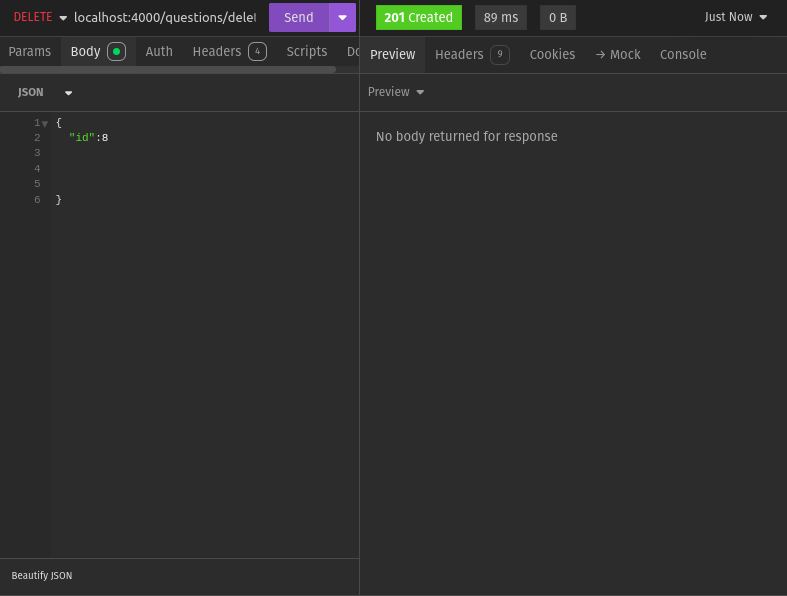 DELETE localhost:4000/questions/delet Send
201 Created 89 ms 0 B Just Now
Params Body Auth Headers 4 Scripts Do
Preview Headers 9 Cookies → Mock Console
JSON
Preview
1 {
2 "id":8
3
4
5
6 }
No body returned for response
Beautify JSON